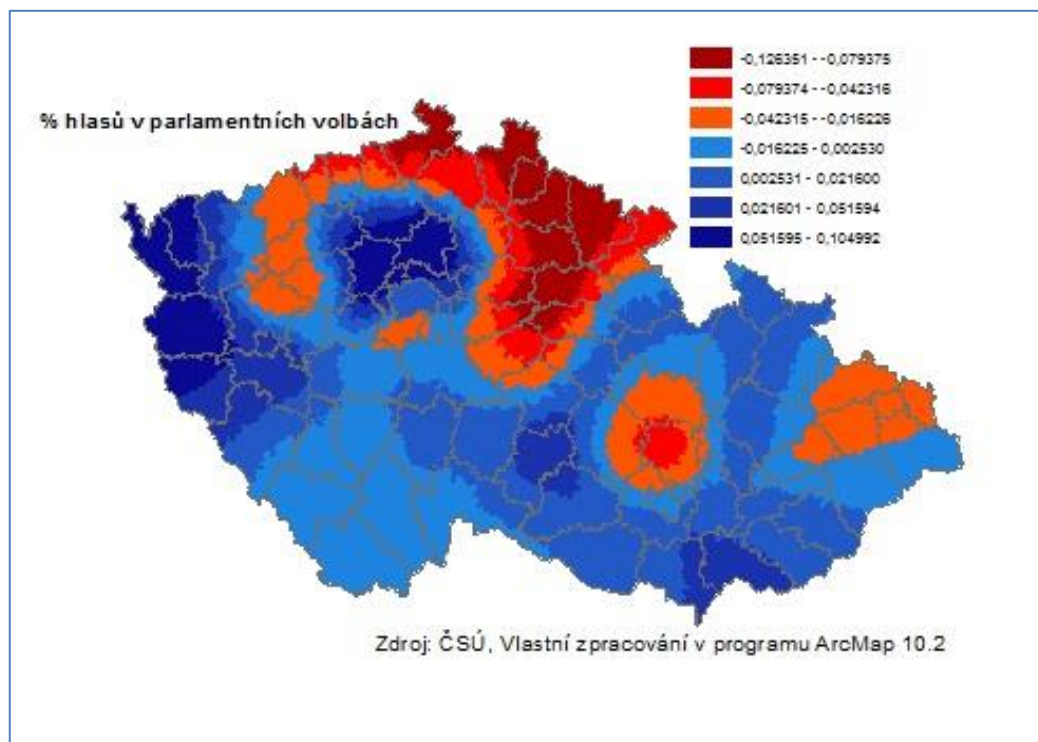 -0,126351 - -0,079375
-0,079374 - -0,042316
% hlasů v parlamentních volbách
-0,042315 - -0,016226
-0,016225 - 0,002530
0,002531 - 0,021600
0,021601 - 0,051594
0,051595 - 0,104992
Zdroj: ČSÚ, Vlastní zpracování v programu ArcMap 10.2